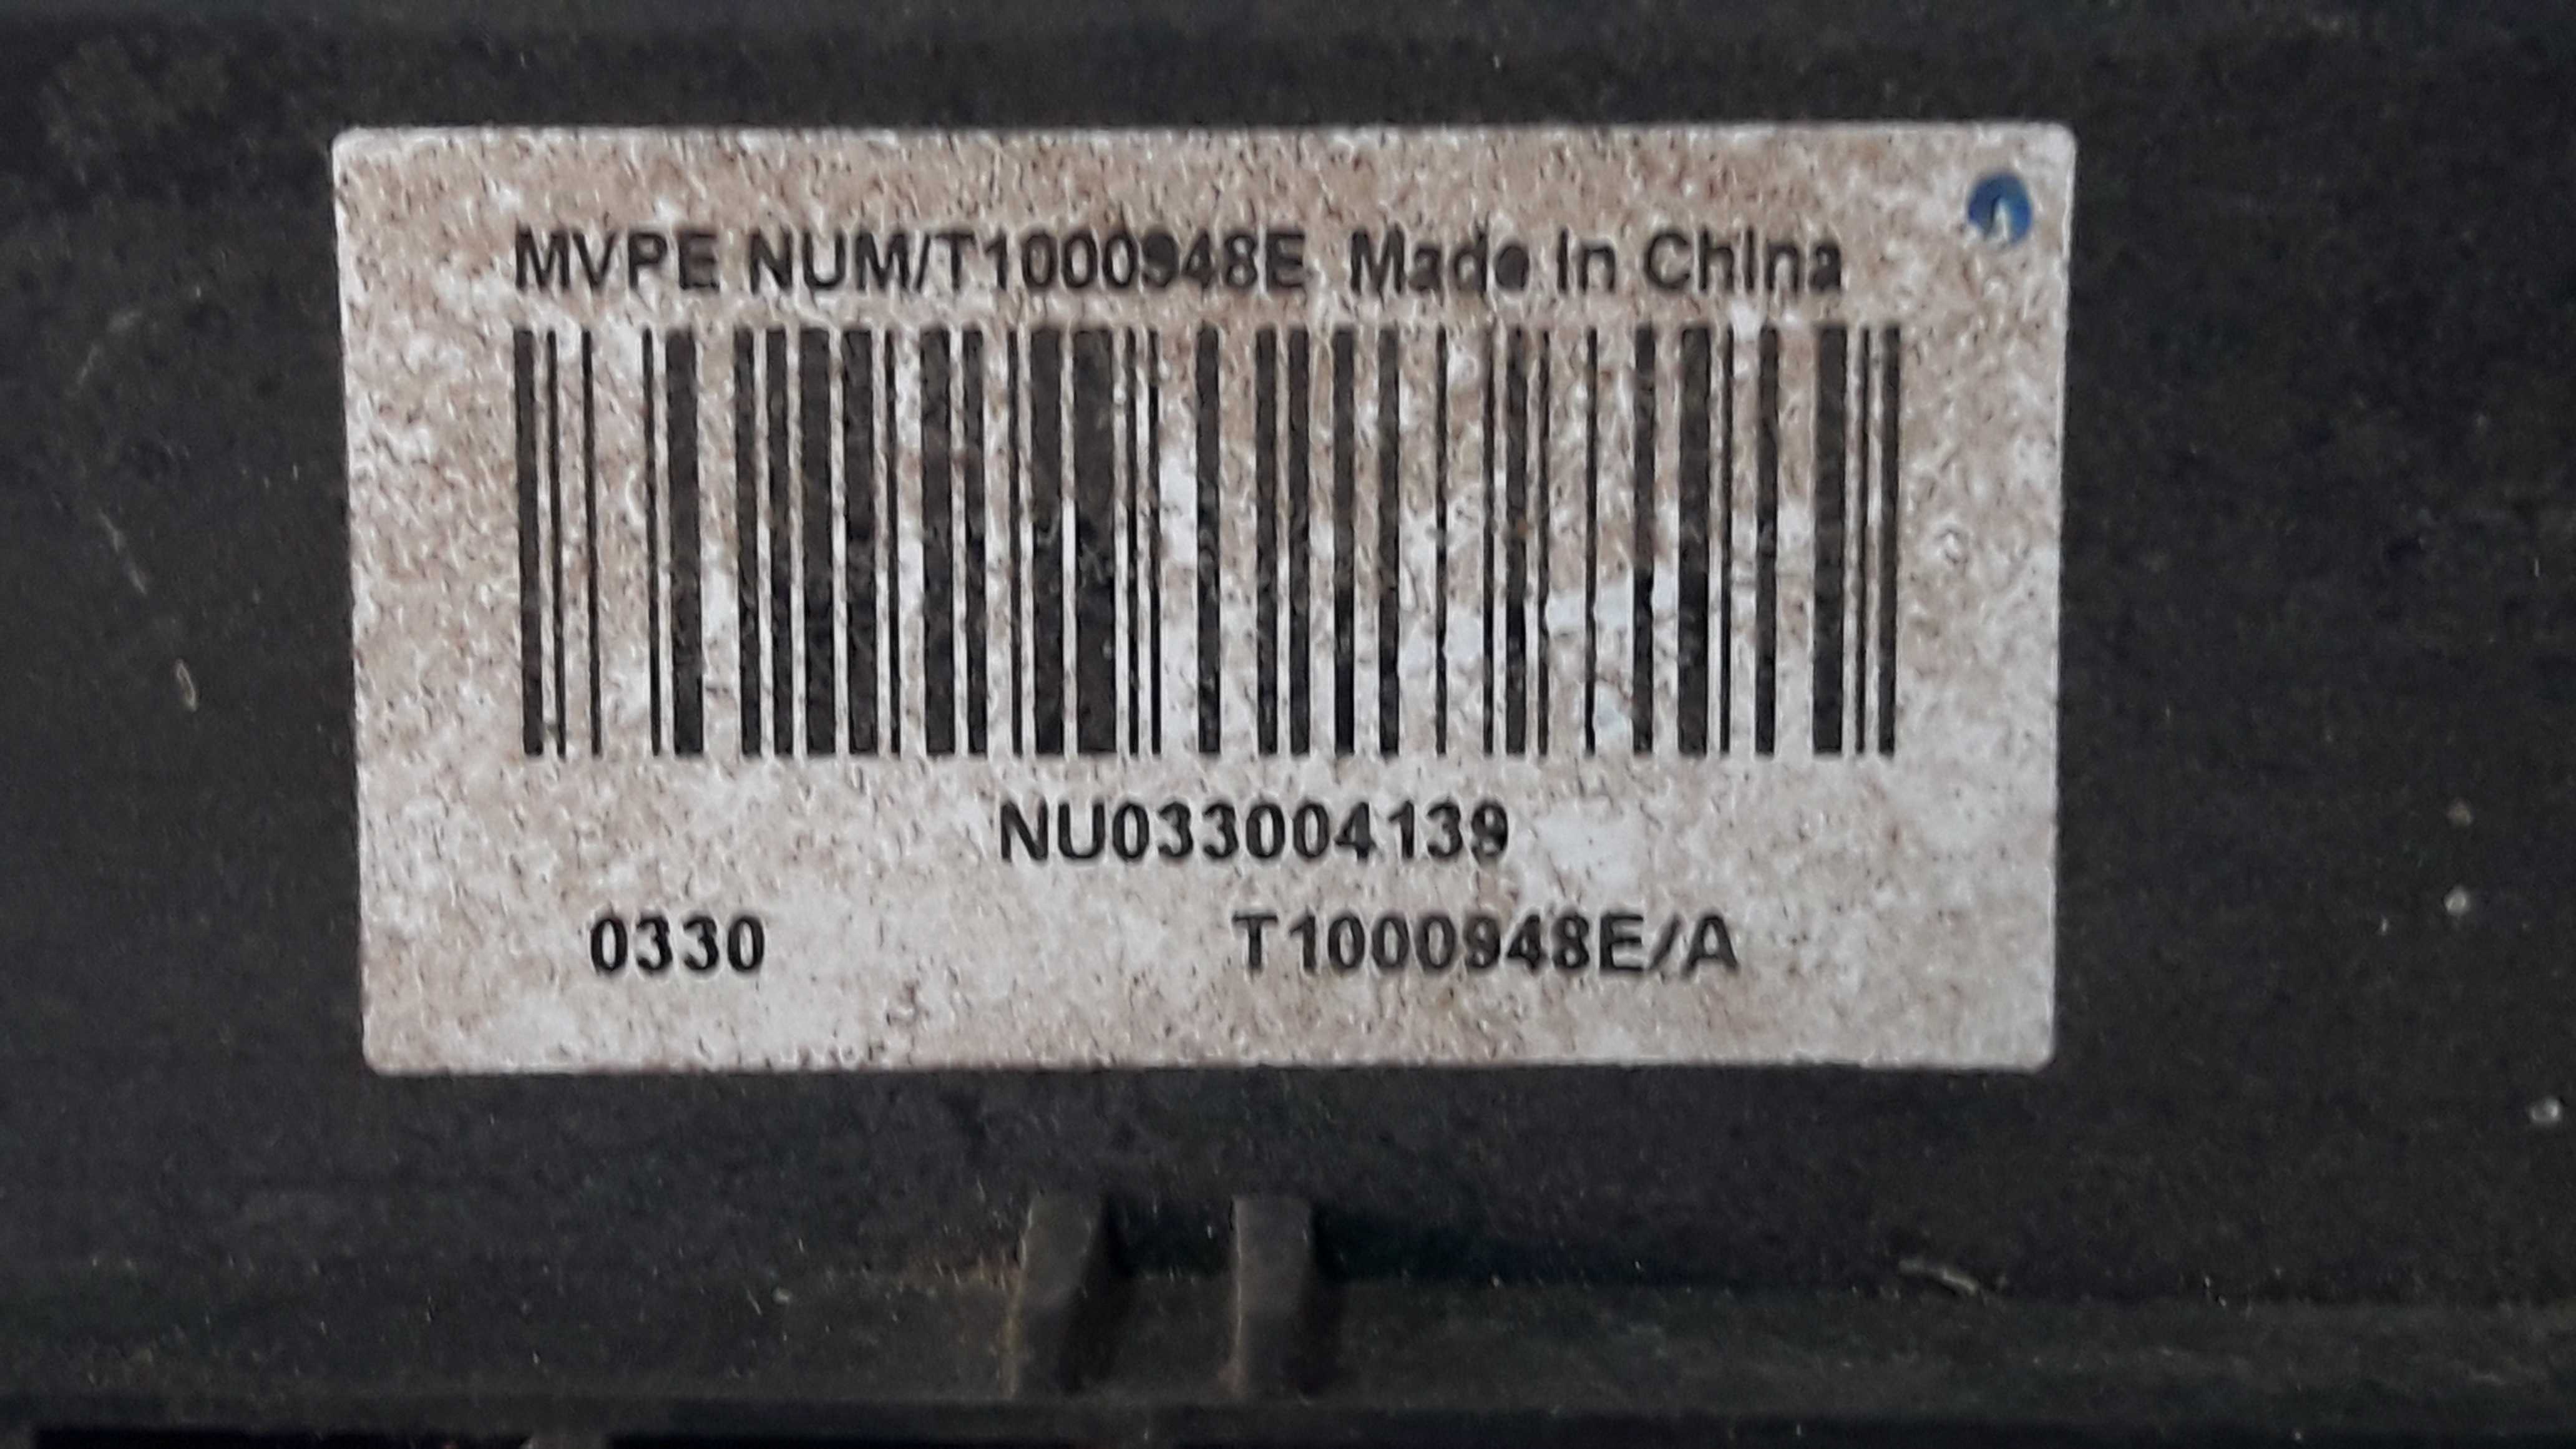 MVPE NUM/T1000948E Made In China
NU033004139
0330 T1000948E/A